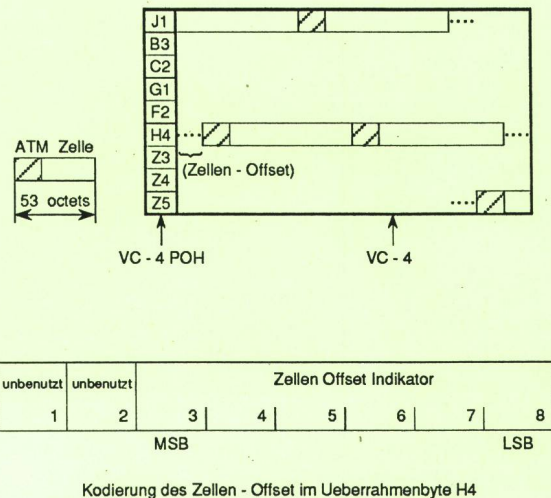 J1
B3
C2
G1
F2
H4
Z3
(Zellen - Offset)
Z4
Z5
ATM Zelle
53 octets
VC - 4 POH
VC - 4
unbenutzt unbenutzt Zellen Offset Indikator
1 2 3 4 5 6 7 8
MSB LSB
Kodierung des Zellen - Offset im Ueberrahmenbyte H4